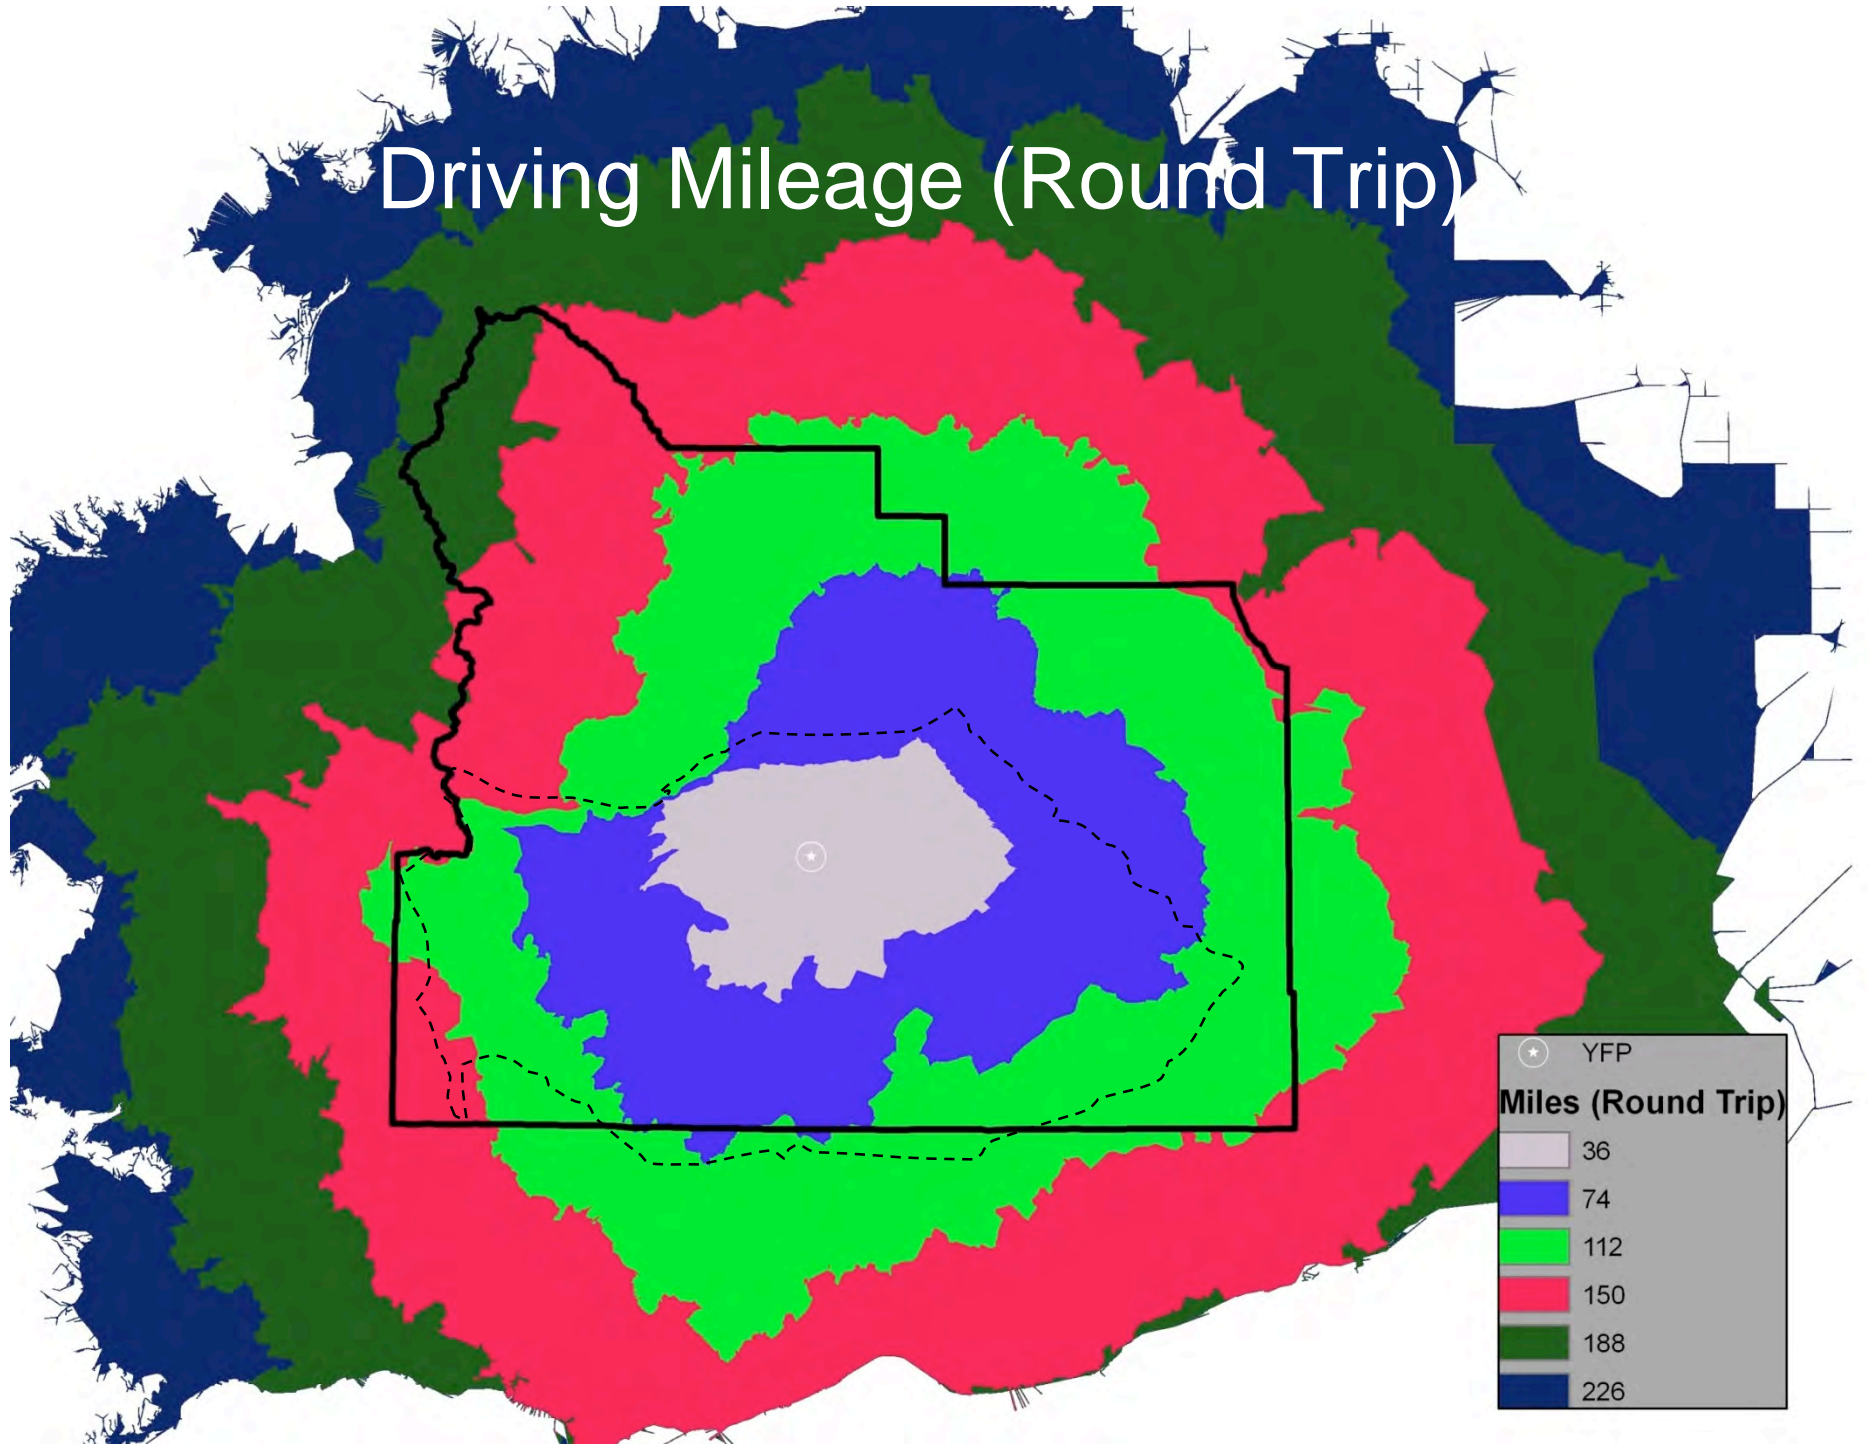 Driving Mileage (Round Trip)
YFP
Miles (Round Trip)
36
74
112
150
188
226